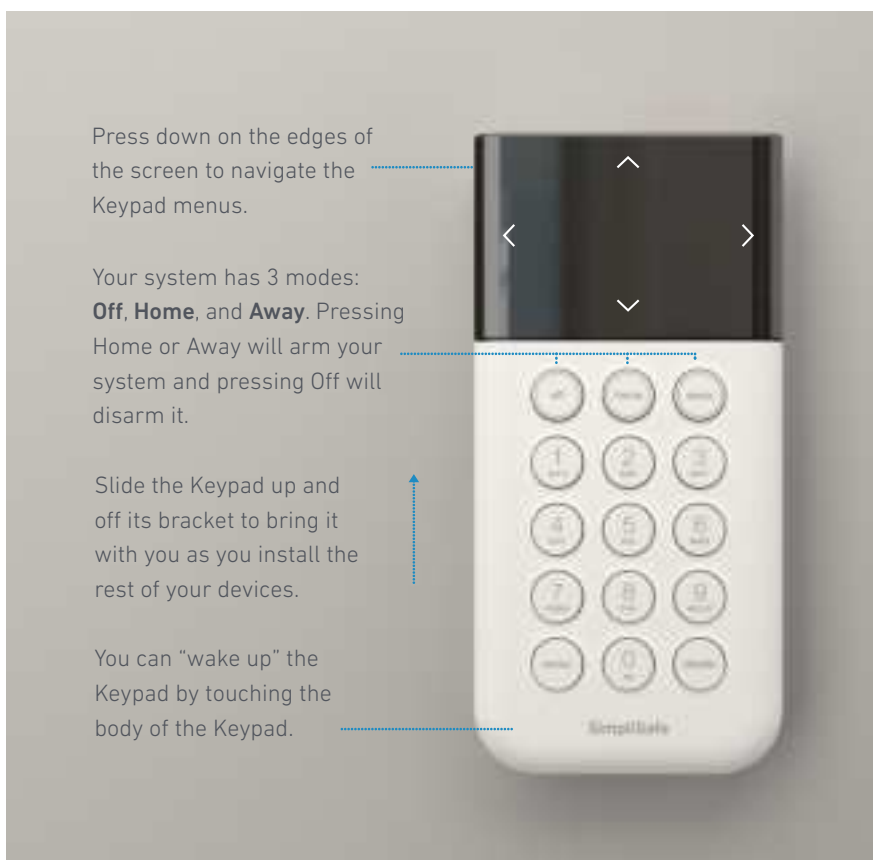 Press down on the edges of
the screen to navigate the
Keypad menus.
Your system has 3 modes:
Off, Home, and Away. Pressing
Home or Away will arm your
system and pressing Off will
disarm it.
Slide the Keypad up and
off its bracket to bring it
with you as you install the
rest of your devices.
You can “wake up” the
Keypad by touching the
body of the Keypad.
off home away
1 2 3
4 5 6
7 8 9
0
SimpliSafe